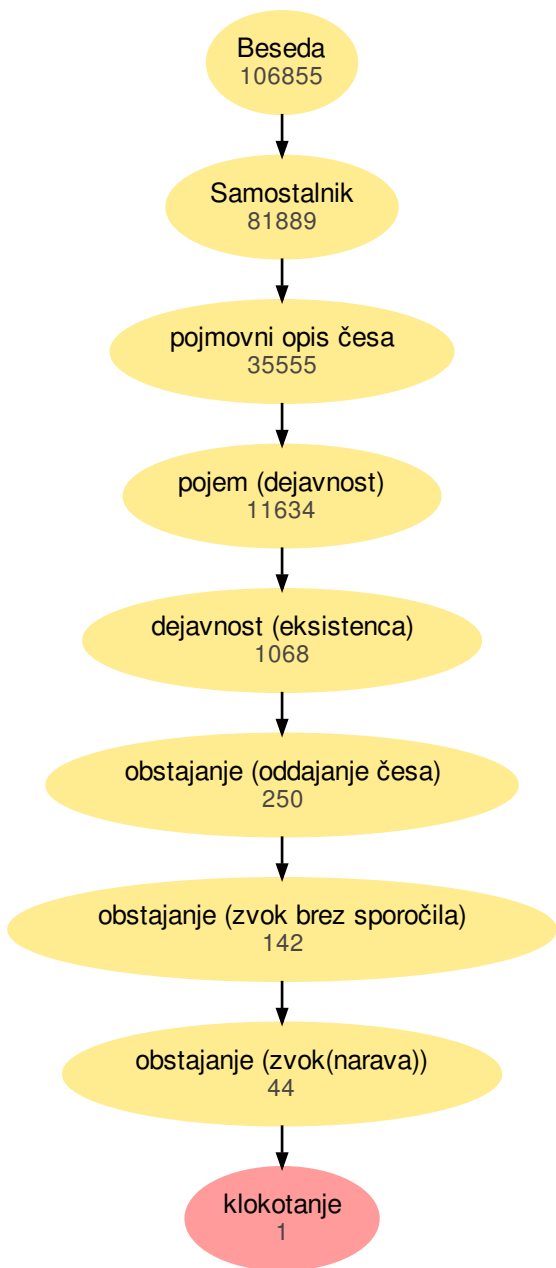 Beseda
106855
Samostalnik
81889
pojmovni opis česa
35555
pojem (dejavnost)
11634
dejavnost (eksistenca)
1068
obstajanje (oddajanje česa)
250
obstajanje (zvok brez sporočila)
142
obstajanje (zvok(narava))
44
klokotanje
1